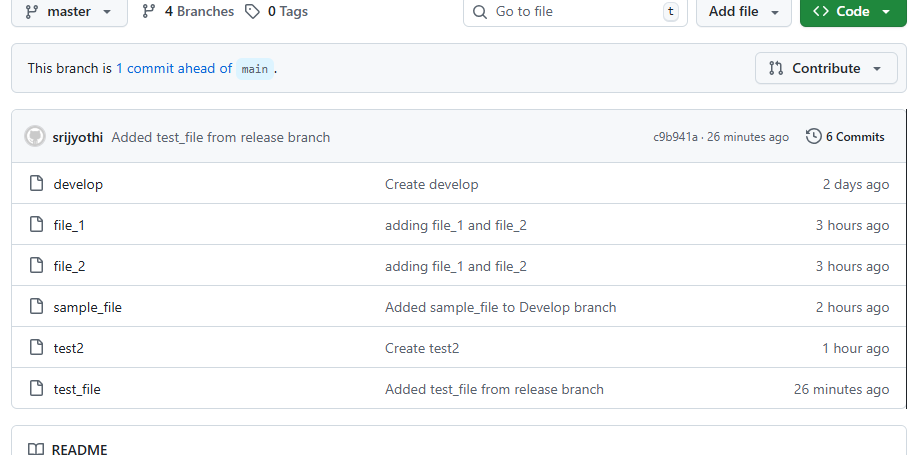 master 4 Branches 0 Tags Go to file t Add file Code
This branch is 1 commit ahead of main .
Contribute
srijyothi Added test_file from release branch c9b941a · 26 minutes ago 6 Commits
develop Create develop 2 days ago
file_1 adding file_1 and file_2 3 hours ago
file_2 adding file_1 and file_2 3 hours ago
sample_file Added sample_file to Develop branch 2 hours ago
test2 Create test2 1 hour ago
test_file Added test_file from release branch 26 minutes ago
README